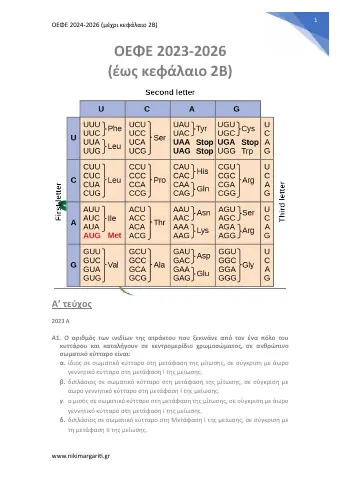 1
ΟΕΦΕ 2024-2026 (μέχρι κεφάλαιο 2Β)
ΟΕΦΕ 2023-2026
(έως κεφάλαιο 2Β)
Second letter
U C A G
UUU UCU UAU UGU U
UUC Phe UCC UAC Tyr UGC Cys C
UUA UCA Ser UAA Stop UGA Stop A
UUG Leu UCG UAG Stop UGG Trp G
U
CUU CCU CAU CGU U
CUC CCC CAC His CGC C
CUA Leu CCA Pro CAA CGA Arg A
CUG CCG CAG Gln CGG G
C
AUU ACU AAU AGU U
AUC Ile ACC AAC Asn AGC Ser C
AUA ACA Thr AAA AGA A
AUG Met ACG AAG Lys AGG Arg G
A
GUU GCU GAU GGU U
GUC GCC GAC Asp GGC C
GUA Val GCA Ala GAA GGA Gly A
GUG GCG GAG Glu GGG G
G
First letter
Third letter
Α’ τεύχος
2023 Α
Α1. Ο αριθμός των ινιδίων της ατράκτου που ξεκινάνε από τον ένα πόλο του
κυττάρου και καταλήγουν σε κεντρομερίδιο χρωμοσώματος, σε ανθρώπινο
σωματικό κύτταρο είναι:
α. ίδιος σε σωματικό κύτταρο στη μετάφαση της μίτωσης, σε σύγκριση με άωρο
γεννητικό κύτταρο στη μετάφαση Ι της μείωσης.
β. διπλάσιος σε σωματικό κύτταρο στη μετάφαση της μίτωσης, σε σύγκριση με
άωρο γεννητικό κύτταρο στη μετάφαση Ι της μείωσης.
γ. ο μισός σε σωματικό κύτταρο στη μετάφαση της μίτωσης, σε σύγκριση με άωρο
γεννητικό κύτταρο στη μετάφαση Ι της μείωσης.
δ. διπλάσιος σε σωματικό κύτταρο στη Μετάφαση Ι της μείωσης, σε σύγκριση με
τη μετάφαση ΙΙ της μείωσης.
www.nikimargariti.gr